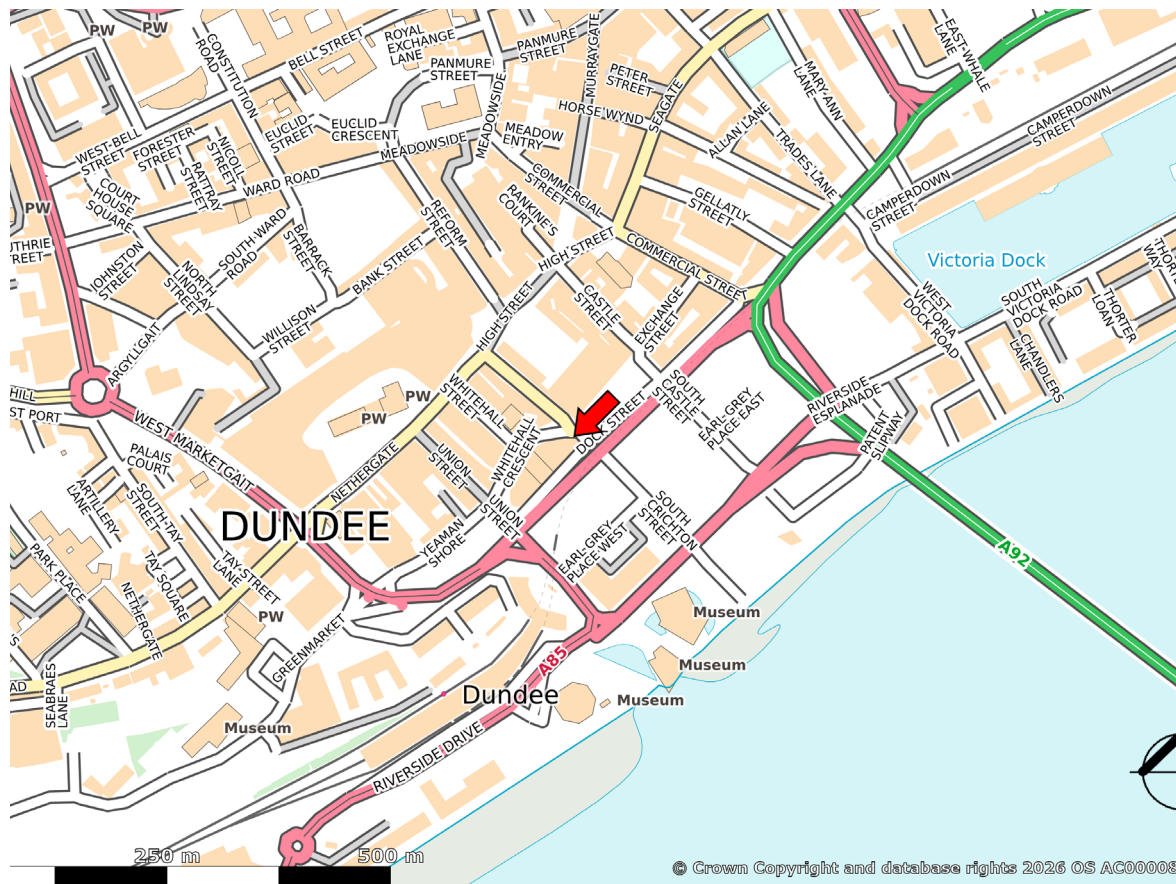 PW
PW
CONSTITUTION
ROAD
BELL STREET
ROYAL
EXCHANGE
LANE
PANMURE
STREET
PANMURE
STREET
MURRAYGATE
PETER
STREET
HORSE WYND
SEAGATE
MARY ANN
LANE
EAST WHALE
LANE
CAMPERDOWN
STREET
WEST BELL
STREET
FORESTER
STREET
NICOLL
STREET
RATTRAY
STREET
EUCLID
STREET
EUCLID
CRESCENT
MEADOWSIDE
MEADOWSIDE
MEADOW
ENTRY
ALLAN LANE
TRADES LANE
COURT
HOUSE
SQUARE
WARD ROAD
COMMERCIAL
STREET
RANKINE'S
COURT
GELLATLY
STREET
CAMPERDOWN
STREET
PW
UTHRIE
STREET
JOHNSTON
STREET
NORTH
LINDSAY
STREET
SOUTH WARD
ROAD
BARRACK
STREET
BANK STREET
REFORM
STREET
HIGH STREET
COMMERCIAL STREET
Victoria Dock
WEST
VICTORIA
DOCK ROAD
SOUTH
VICTORIA
DOCK ROAD
THORTER
LOAN
CHANDLERS
LANE
WILLISON
STREET
HIGH STREET
CASTLE
STREET
EXCHANGE
STREET
ARGYLLGAIT
HILL
ST PORT
WEST MARKETGAIT
PW
PW
WHITEHALL
STREET
WHITEHALL
CRESCENT
DOCK STREET
SOUTH
CASTLE
STREET
EARL GREY
PLACE EAST
RIVERSIDE
ESPLANADE
PATENT
SLIPWAY
PALAIS
COURT
ARTILLERY
LANE
SOUTH TAY
STREET
NETHERGATE
UNION
STREET
UNION
STREET
DUNDEE
YEAMAN
SHORE
EARL GREY
PLACE WEST
SOUTH
CRICHTON
STREET
A92
PARK PLACE
TAY SQUARE
TAY STREET
LANE
NETHERGATE
PW
GREENMARKET
Museum
Museum
Museum
Museum
A85
Dundee
AD
SEABRAES
LANE
RIVERSIDE DRIVE
250 m
500 m